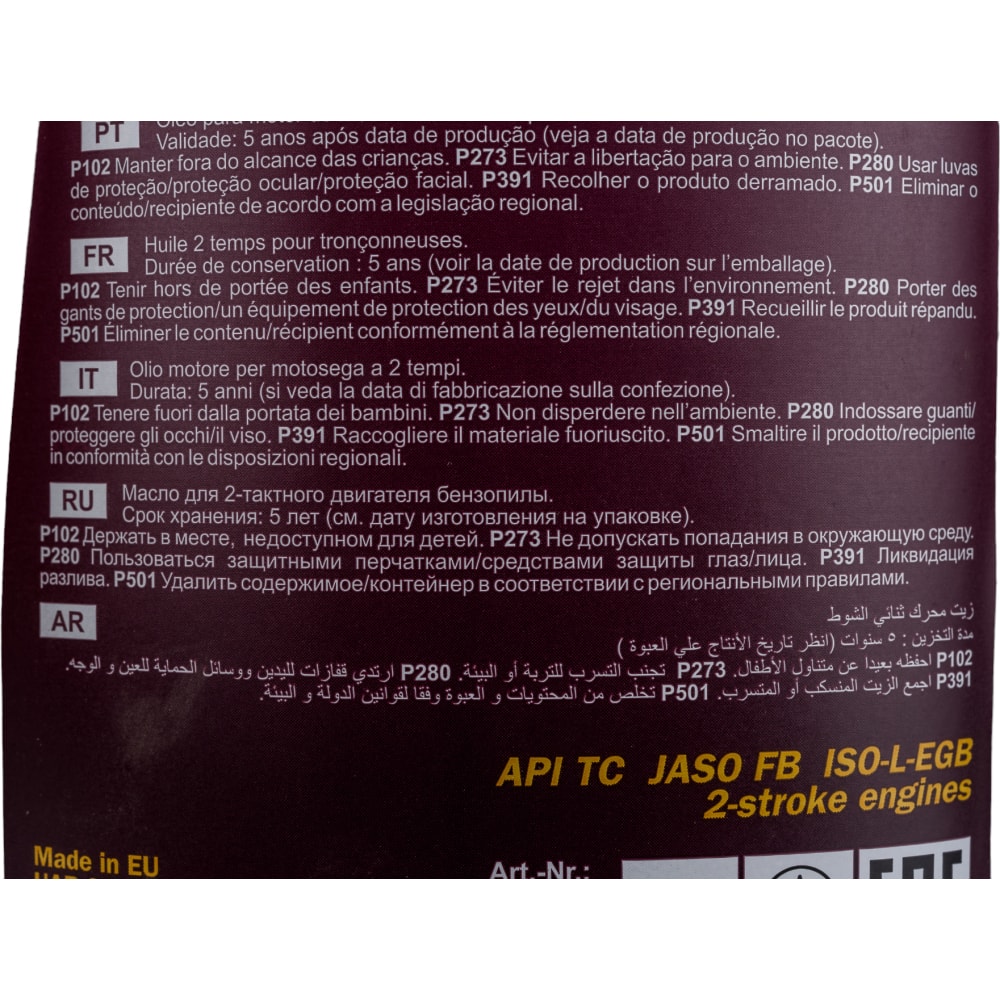 PT
Validade: 5 anos após data de produção (veja a data de produção no pacote).
P102 Manter fora do alcance das crianças. P273 Evitar a libertação para o ambiente. P280 Usar luvas
de proteção/proteção ocular/proteção facial. P391 Recolher o produto derramado. P501 Eliminar o
conteúdo/recipiente de acordo com a legislação regional.
FR Huile 2 temps pour tronçonneuses.
Durée de conservation : 5 ans (voir la date de production sur l’emballage).
P102 Tenir hors de portée des enfants. P273 Éviter le rejet dans l’environnement. P280 Porter des
gants de protection/un équipement de protection des yeux/du visage. P391 Recueillir le produit répandu.
P501 Éliminer le contenu/récipient conformément à la réglementation régionale.
IT Olio motore per motosega a 2 tempi.
Durata: 5 anni (si veda la data di fabbricazione sulla confezione).
P102 Tenere fuori dalla portata dei bambini. P273 Non disperdere nell’ambiente. P280 Indossare guanti/
proteggere gli occhi/il viso. P391 Raccogliere il materiale fuoriuscito. P501 Smaltire il prodotto/recipiente
in conformità con le disposizioni regionali.
RU Масло для 2-тактного двигателя бензопилы.
Срок хранения: 5 лет (см. дату изготовления на упаковке).
P102 Держать в месте, недоступном для детей. P273 Не допускать попадания в окружающую среду.
P280 Пользоваться защитными перчатками/средствами защиты глаз/лица. P391 Ликвидация
разлива. P501 Удалить содержимое/контейнер в соответствии с региональными правилами.
AR زيت محرك ثنائي الشوط
مدة التخزين : ٥ سنوات (انظر تاريخ الأنتاج علي العبوة )
P102 احفظه بعيدا عن متناول الأطفال. P273 تجنب التسرب للتربة أو البيئة. P280 ارتدي قفازات لليدين ووسائل الحماية للعين و الوجه.
P391 اجمع الزيت المنسكب أو المتسرب. P501 تخلص من المحتويات و العبوة وفقا لقوانين الدولة و البيئة.
API TC JASO FB ISO-L-EGB
2-stroke engines
Made in EU
Art.-Nr.: